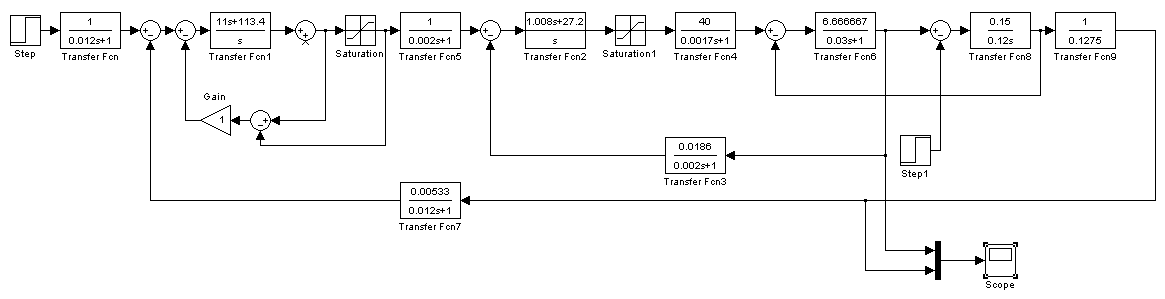 1
0.012s+1
Transfer Fcn
11s+113.4
s
Transfer Fcn1
1
0.002s+1
Transfer Fcn5
1.008s+27.2
s
Transfer Fcn2
40
0.0017s+1
Transfer Fcn4
6.666667
0.03s+1
Transfer Fcn6
0.15
0.12s
Transfer Fcn8
1
0.1275
Transfer Fcn9
Step
Saturation
Saturation1
Gain
1
0.0186
0.002s+1
Transfer Fcn3
Step1
0.00533
0.012s+1
Transfer Fcn7
Scope